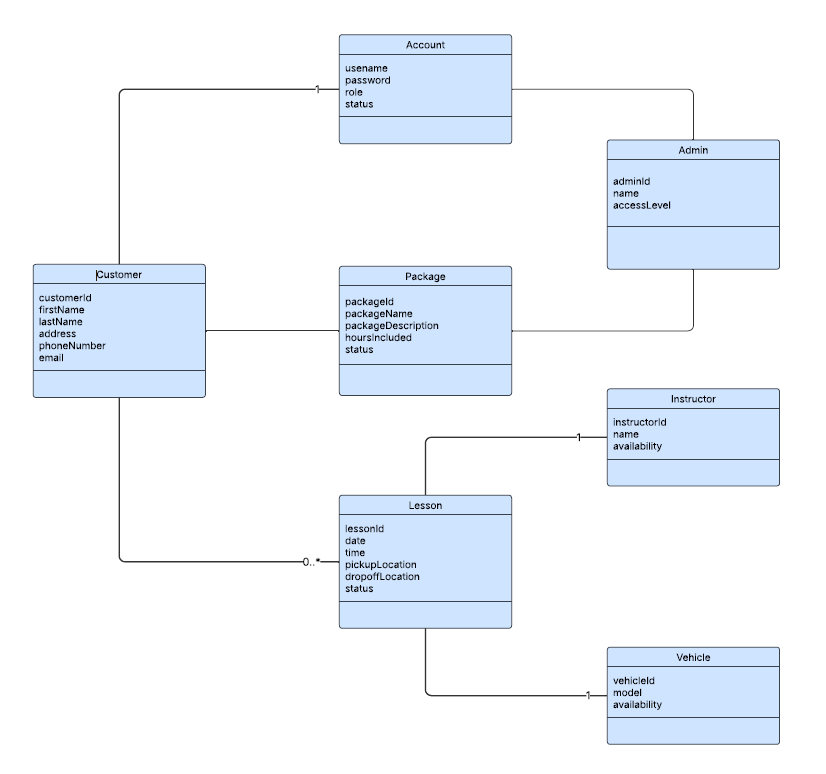 Account
usename
password
role
status
1
Admin
adminId
name
accessLevel
Customer
customerId
firstName
lastName
address
phoneNumber
email
Package
packageId
packageName
packageDescription
hoursIncluded
status
Instructor
instructorId
name
availability
1
Lesson
lessonId
date
time
pickupLocation
dropoffLocation
status
0..*
Vehicle
vehicleId
model
availability
1